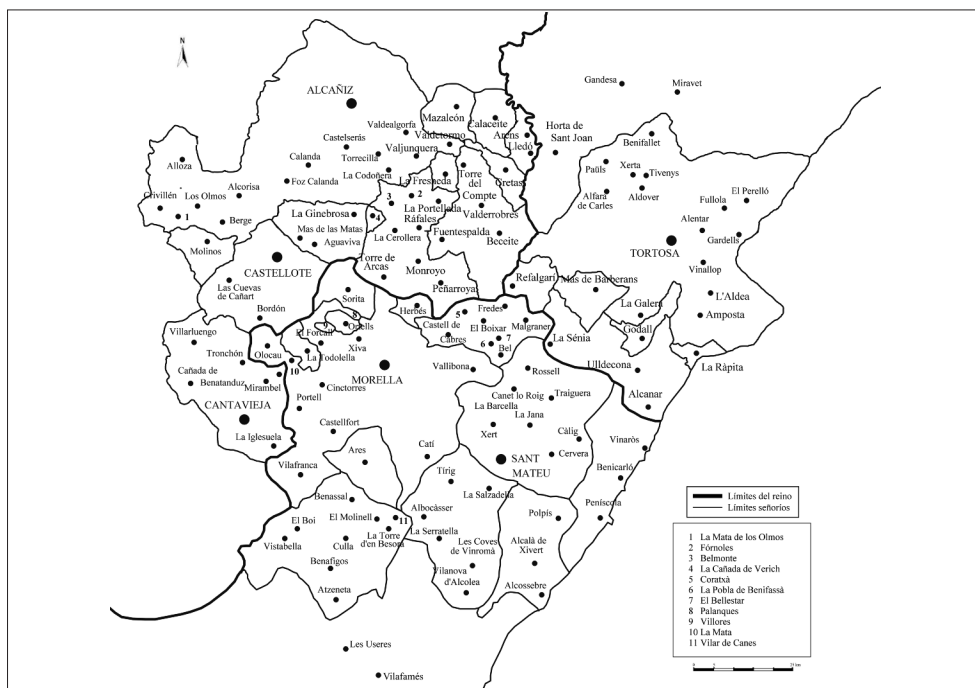 N
Gandesa
Miravet
ALCAÑIZ
Mazaleón
Calaceite
Valdealgorfa
Valdetormo
Arens
Lledó
Horta de
Sant Joan
Benifallet
Castelserás
Torrecilla
Valjunquera
Calanda
La Codoñera
Alloza
Foz Calanda
La Fresneda
Torre
del
Compte
Cretas
Paüls
Xerta
Tivenys
Alfara
de Carles
Aldover
El Perelló
Fullola
Crivillén
Los Olmos
Alcorisa
1
Berge
3
2
4
La Ginebrosa
La Portellada
Ráfales
Valderrobres
Alentar
Gardells
Mas de las Matas
Aguaviva
La Cerollera
Fuentespalda
Beceite
TORTOSA
Molinos
CASTELLOTE
Torre de
Arcas
Monroyo
Peñarroya
Refalgarí
Mas de Barberans
Vinallop
Las Cuevas
de Cañart
Sorita
La Galera
L'Aldea
Amposta
Bordón
Herbés
5
Fredes
8
9
Ortells
El Boixar
Malgraner
Godall
Villarluengo
El Forcall
Castell de
Cabres
6
7
Bel
La Sénia
Olocau
Xiva
La Todolella
Tronchón
10
Ulldecona
La Ràpita
Cañada de
Benatanduz
Mirambel
MORELLA
Vallibona
Rossell
Cinctorres
Canet lo Roig
Traiguera
Alcanar
Portell
La Barcella
CANTAVIEJA
La Jana
Castellfort
Xert
Càlig
Vinaròs
La Iglesuela
Catí
Cervera
Ares
SANT
MATEU
Benicarló
Vilafranca
Tírig
La Salzadella
Benassal
Peníscola
Polpís
El Boi
El Molinell
11
Albocàsser
Vistabella
Culla
La Torre
d'en Besora
La Serratella
Les Coves
de Vinromà
Alcalà de
Xivert
Benafigos
Vilanova
d'Alcolea
Atzeneta
Alcossebre
Les Useres
Vilafamés
Límites del reino
Límites señoríos
1 La Mata de los Olmos
2 Fórnoles
3 Belmonte
4 La Cañada de Verich
5 Coratxà
6 La Pobla de Benifassà
7 El Bellestar
8 Palanques
9 Villores
10 La Mata
11 Vilar de Canes